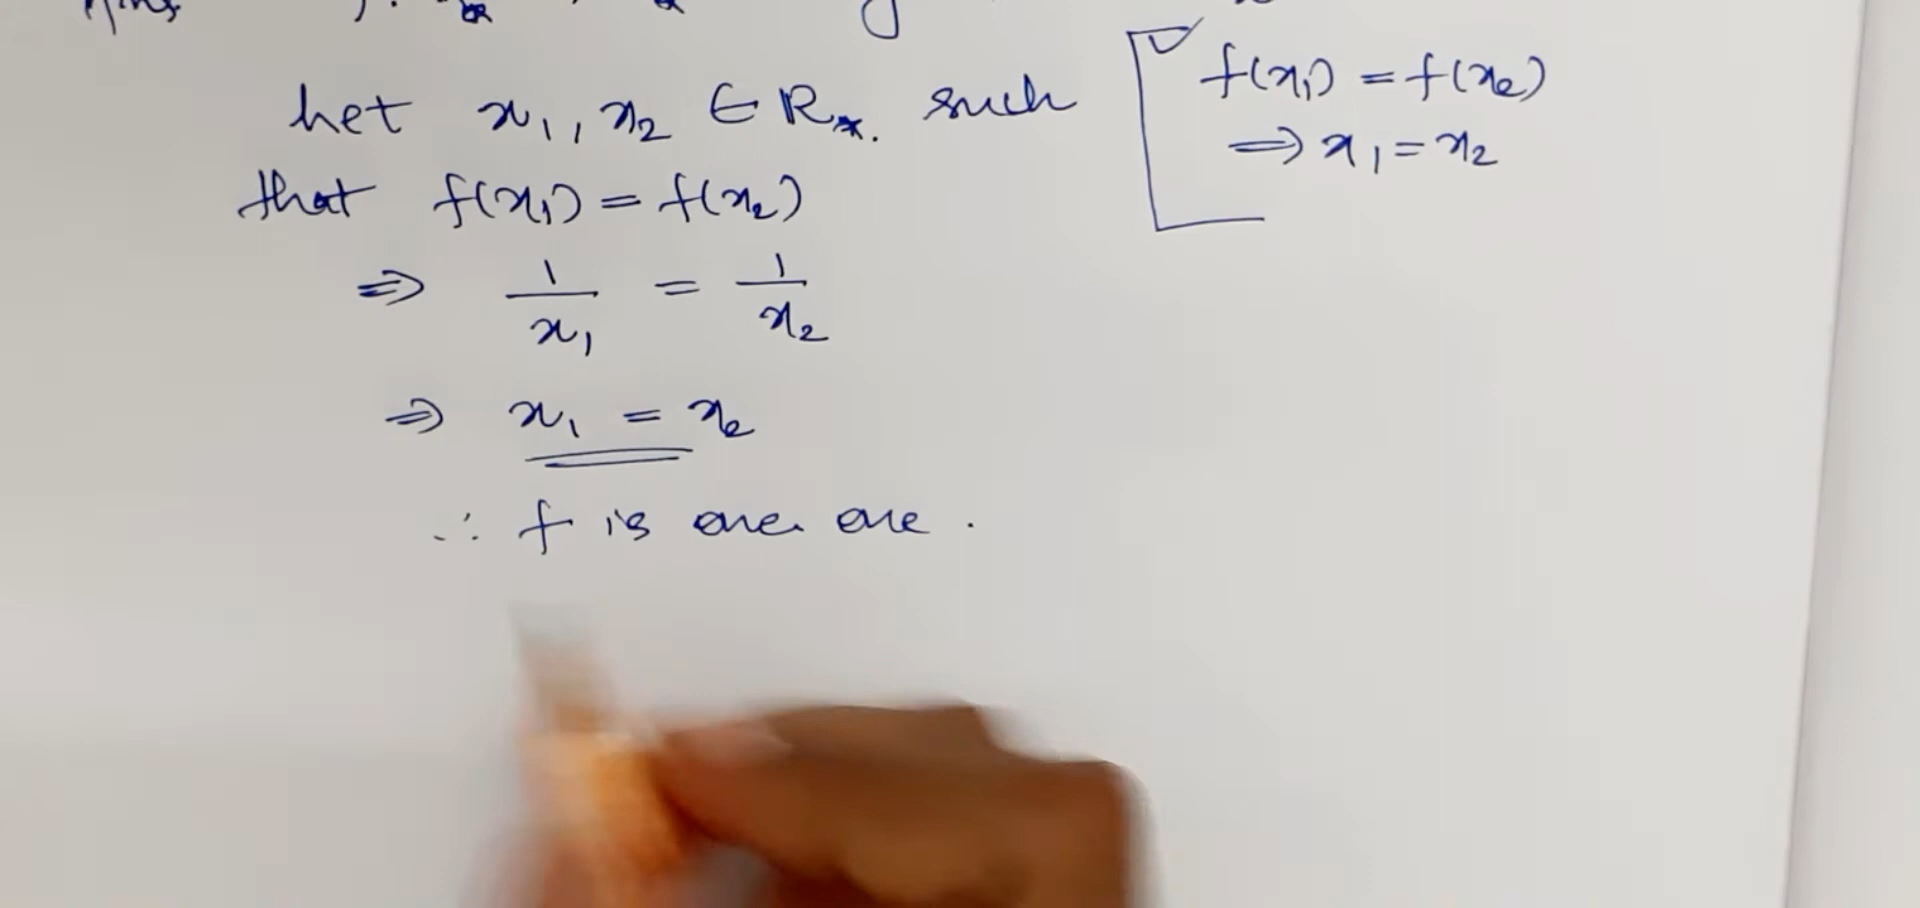 Let x₁, x₂ ∈ R*. such
that f(x₁) = f(x₂)
⇒ 1/x₁ = 1/x₂
⇒ x₁ = x₂
∴ f is one one.
f(x₁) = f(x₂)
⇒ x₁ = x₂